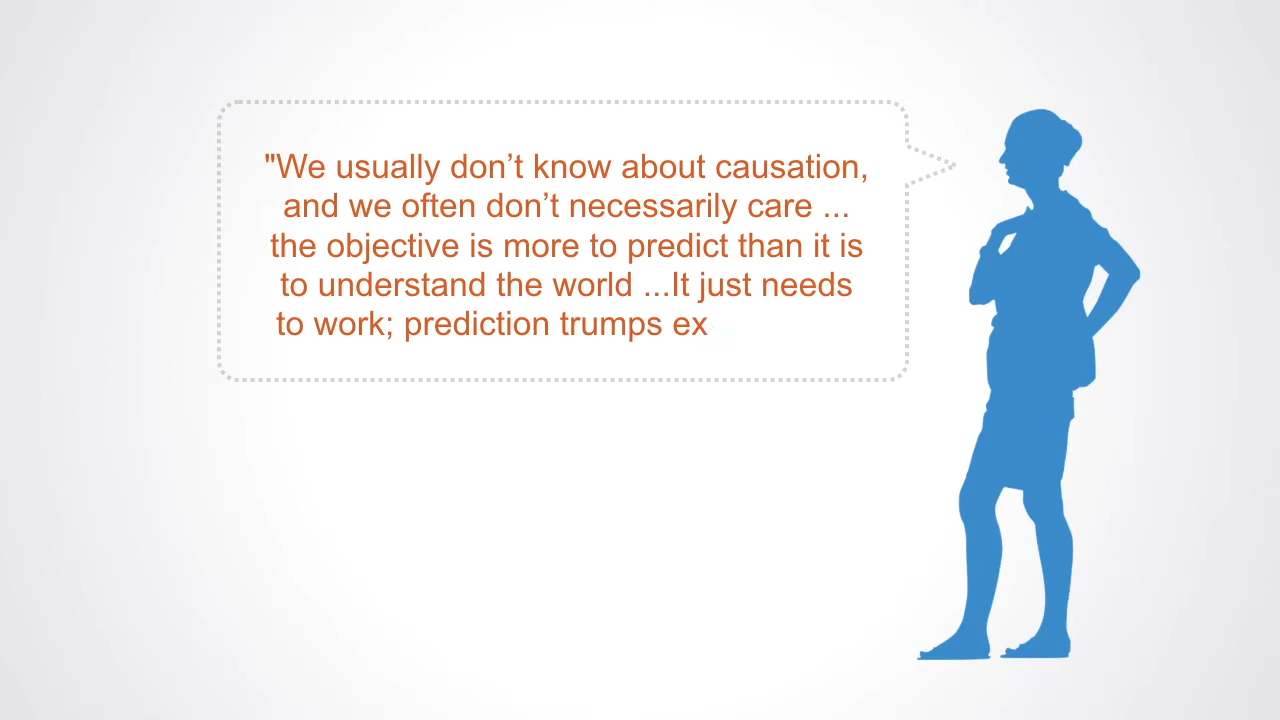 "We usually don’t know about causation,
and we often don’t necessarily care ...
the objective is more to predict than it is
to understand the world ...It just needs
to work; prediction trumps ex